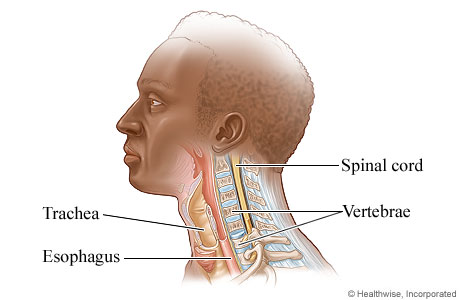 Spinal cord
Trachea
Vertebrae
Esophagus
© Healthwise, Incorporated